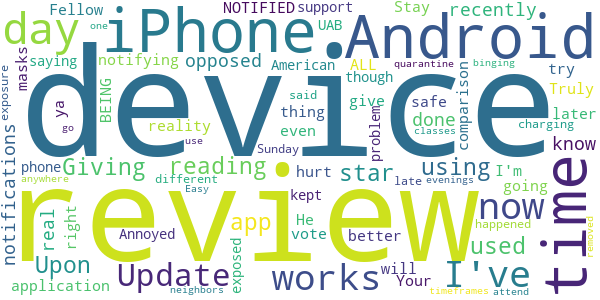 day
iPhone
NOTIFIED
support
Stay
recently
Fellow
one
UAB
Android
masks
saying
notifying
opposed
American
ALL
quarantine
binging
try
Truly
though
exposure
notifications
ya
go
BEING
device
reality
use
thing
said
give
safe
done
comparison
later
charging
even
Sunday
problem
classes
phone
Giving
reading
star
using
know
different
Easy
hurt
I'm
going
anywhere
review
real
right
Annoyed
app
exposed
kept
late
evenings
now
time
He
vote
better
used
happened
Upon
Update
works
will
Your
I've
removed
application
neighbors
attend
timeframes